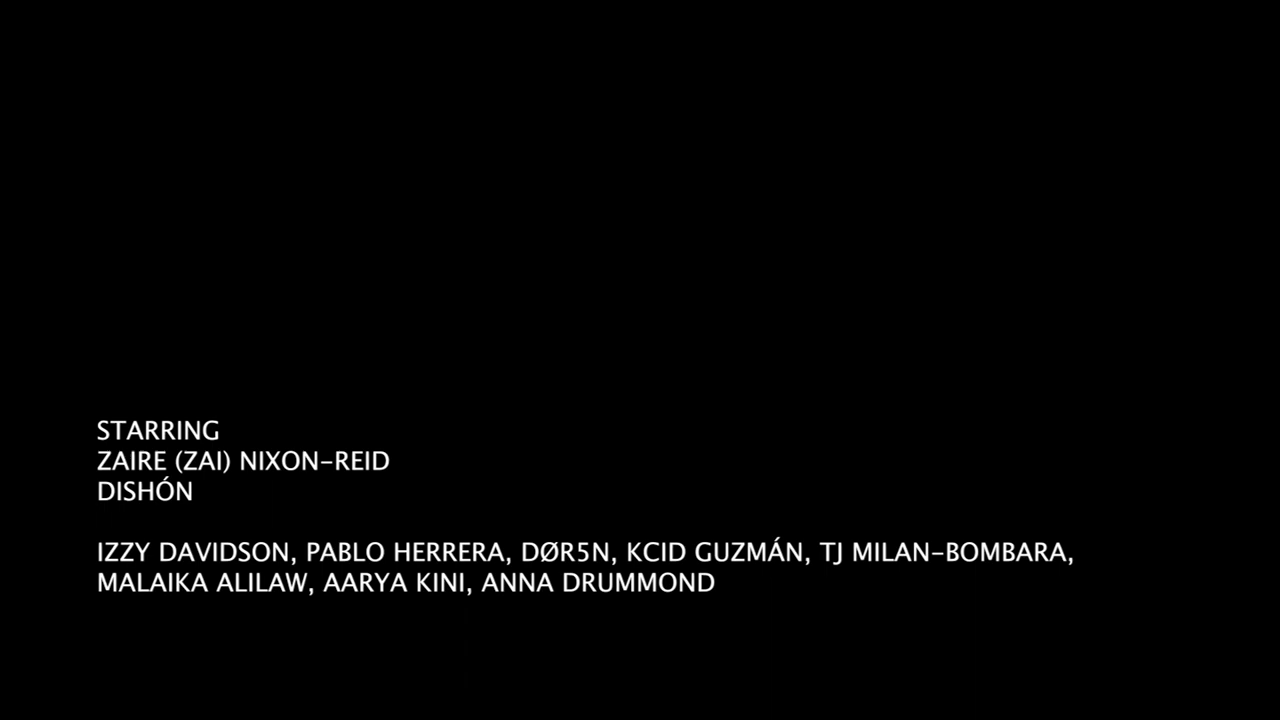 STARRING
ZAIRE (ZAI) NIXON-REID
DISHÓN
IZZY DAVIDSON, PABLO HERRERA, DØR5N, KCID GUZMÁN, TJ MILAN-BOMBARA,
MALAIKA ALILAW, AARYA KINI, ANNA DRUMMOND